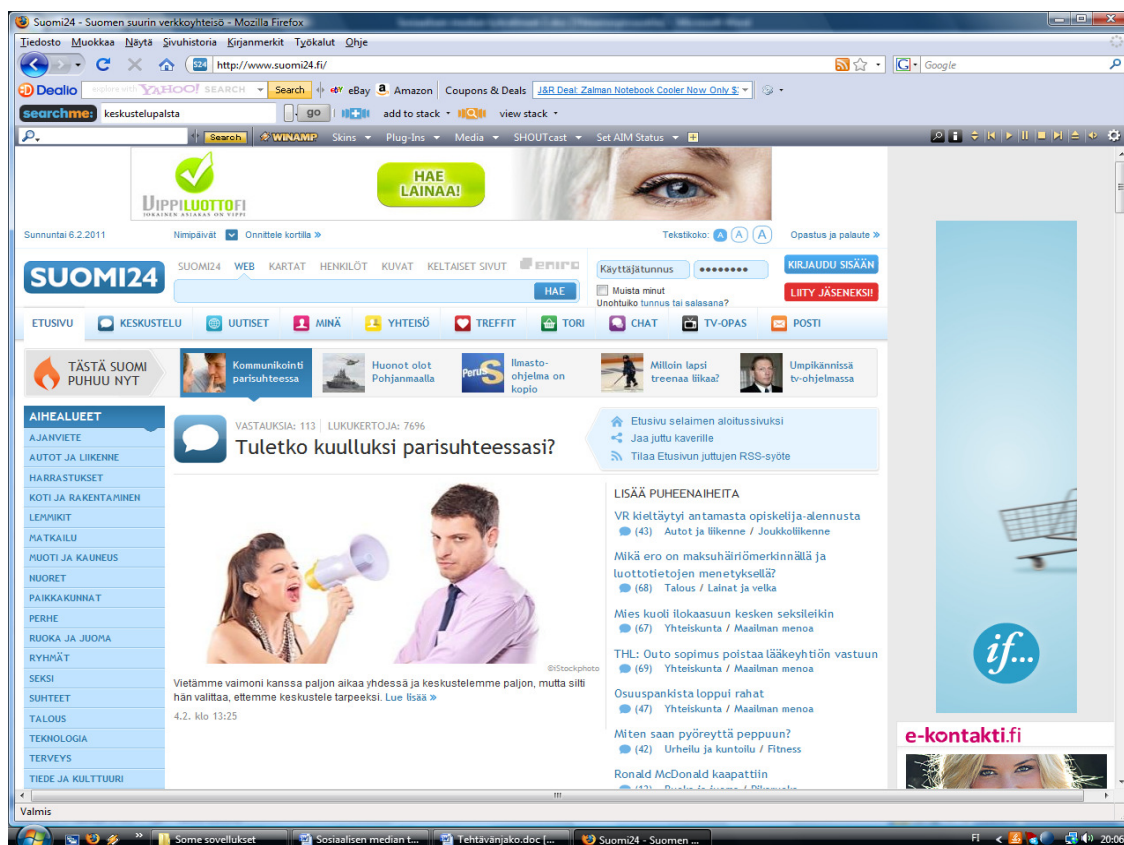 Suomi24 - Suomen suurin verkkoyhteisö - Mozilla Firefox
Tiedosto Muokkaa Näytä Sivuhistoria Kirjanmerkit Työkalut Ohje
S24 http://www.suomi24.fi/ G Google
Dealio explore with YAHOO! SEARCH Search eBay Amazon Coupons & Deals J&R Deal: Zalman Notebook Cooler Now Only
searchme: keskustelupalsta go add to stack view stack
Search WINAMP Skins Plug-Ins Media SHOUTcast Set AIM Status
VIPPILUOTTOFI
JOKAINEN ASIAKAS ON VIPPI
HAE
LAINAA!
Sunnuntai 6.2.2011 Nimipäivät Onnittele kortilla » Tekstikoko: A A A Opastus ja palaute »
SUOMI24
SUOMI24 WEB KARTAT HENKILÖT KUVAT KELTAISET SIVUT eniro
HAE
Käyttäjätunnus •••••••• KIRJAUDU SISÄÄN
Muista minut
Unohtuiko tunnus tai salasana?
LIITY JÄSENEKSI!
ETUSIVU KESKUSTELU UUTISET MINÄ YHTEISÖ TREFFIT TORI CHAT TV-OPAS POSTI
TÄSTÄ SUOMI
PUHUU NYT
Kommunikointi
parisuhteessa
Huonot olot
Pohjanmaalla
PeruS
Ilmasto-
ohjelma on
kopio
Milloin lapsi
treenaa liikaa?
Umpikännissä
tv-ohjelmassa
AIHEALUEET
AJANVIETE
AUTOT JA LIIKENNE
HARRASTUKSET
KOTI JA RAKENTAMINEN
LEMMIKIT
MATKAILU
MUOTI JA KAUNEUS
NUORET
PAIKKAKUNNAT
PERHE
RUOKA JA JUOMA
RYHMÄT
SEKSI
SUHTEET
TALOUS
TEKNOLOGIA
TERVEYS
TIEDE JA KULTTUURI
VASTAUKSIA: 113 LUKUKERTOJA: 7696
Tuletko kuulluksi parisuhteessasi?
Etusivu selaimen aloitussivuksi
Jaa juttu kaverille
Tilaa Etusivun juttujen RSS-syöte
©iStockphoto
Vietämme vaimoni kanssa paljon aikaa yhdessä ja keskustelemme paljon, mutta silti
hän valittaa, ettemme keskustele tarpeeksi. Lue lisää »
4.2. klo 13:25
LISÄÄ PUHEENAIHEITA
VR kieltäytyi antamasta opiskelija-alennusta
(43) Autot ja liikenne / Joukkoliikenne
Mikä ero on maksuhäiriömerkinnällä ja
luottotietojen menetyksellä?
(68) Talous / Lainat ja velka
Mies kuoli ilokaasuun kesken seksileikin
(67) Yhteiskunta / Maailman menoa
THL: Outo sopimus poistaa lääkeyhtiön vastuun
(69) Yhteiskunta / Maailman menoa
Osuuspankista loppui rahat
(47) Yhteiskunta / Maailman menoa
Miten saan pyöreyttä peppuun?
(42) Urheilu ja kuntoilu / Fitness
Ronald McDonald kaapattiin
if...
e-kontakti.fi
Valmis
Some sovellukset Sosiaalisen median t... Tehtävänjako.doc [... Suomi24 - Suomen ... FI 20:06